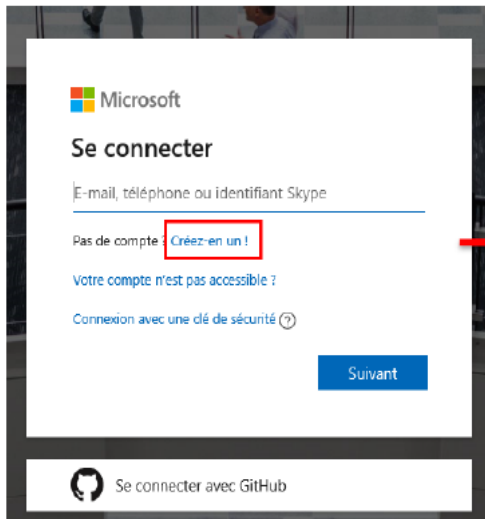 Microsoft
Se connecter
E-mail, téléphone ou identifiant Skype
Pas de compte ? Créez-en un !
Votre compte n'est pas accessible ?
Connexion avec une clé de sécurité ?
Suivant
Se connecter avec GitHub